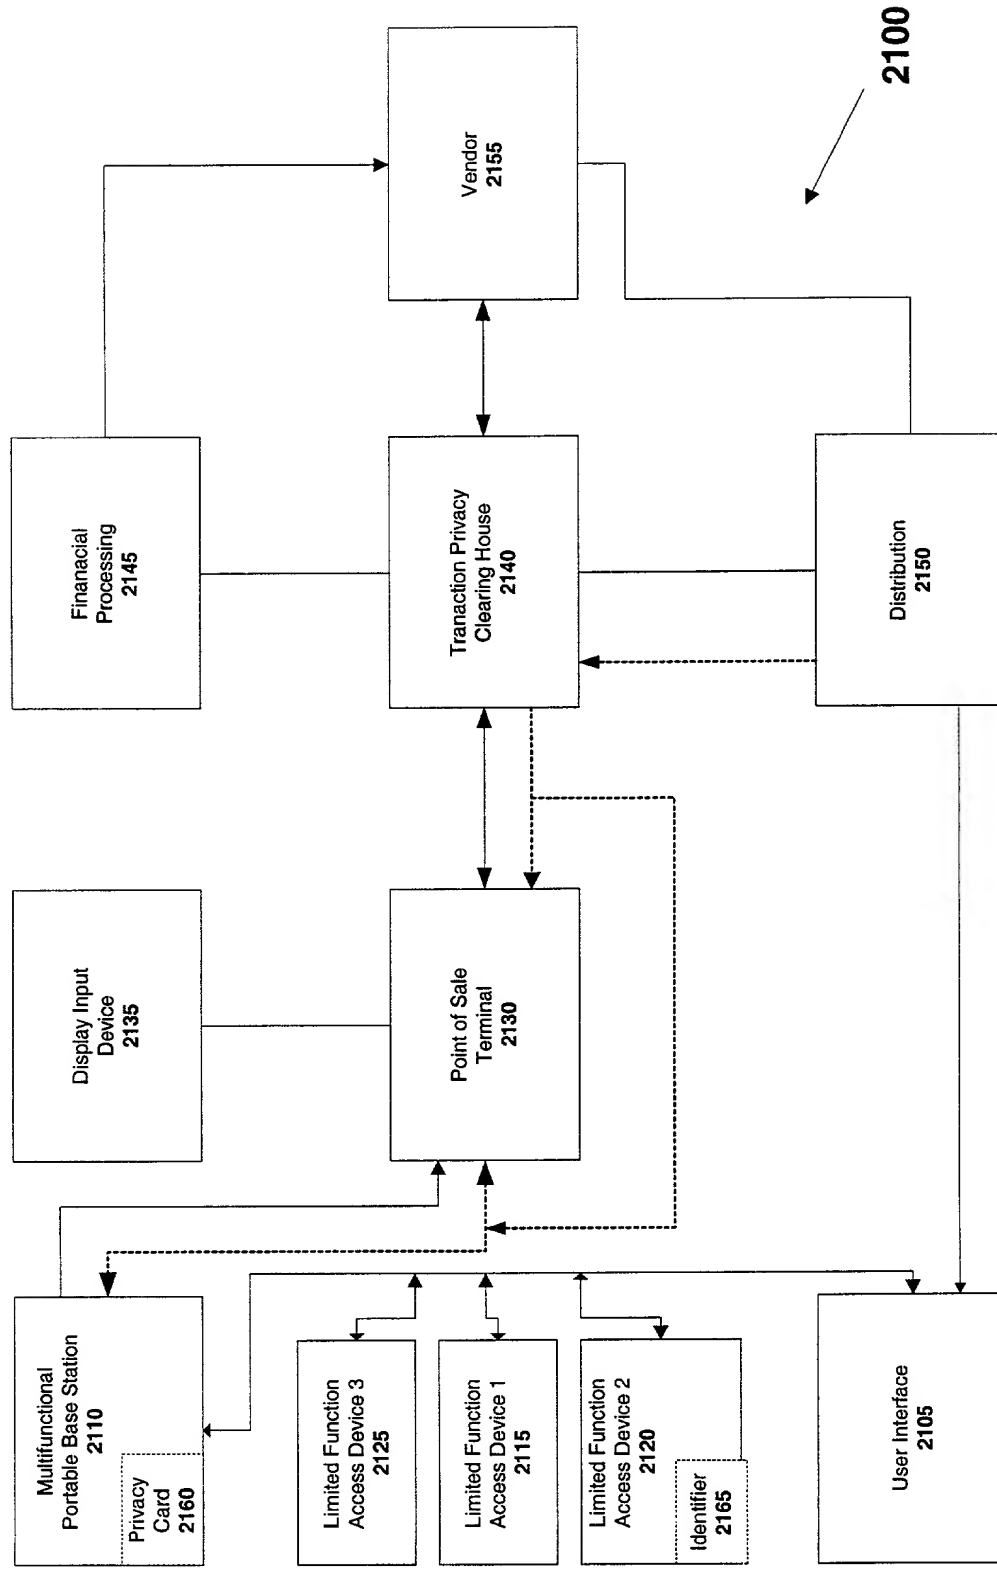 Multifunctional
Portable Base Station
2110
Privacy
Card
2160
Display Input
Device
2135
Finanacial
Processing
2145
Limited Function
Access Device 3
2125
Limited Function
Access Device 1
2115
Limited Function
Access Device 2
2120
Identifier
2165
Point of Sale
Terminal
2130
Tranaction Privacy
Clearing House
2140
Vendor
2155
User Interface
2105
Distribution
2150
2100